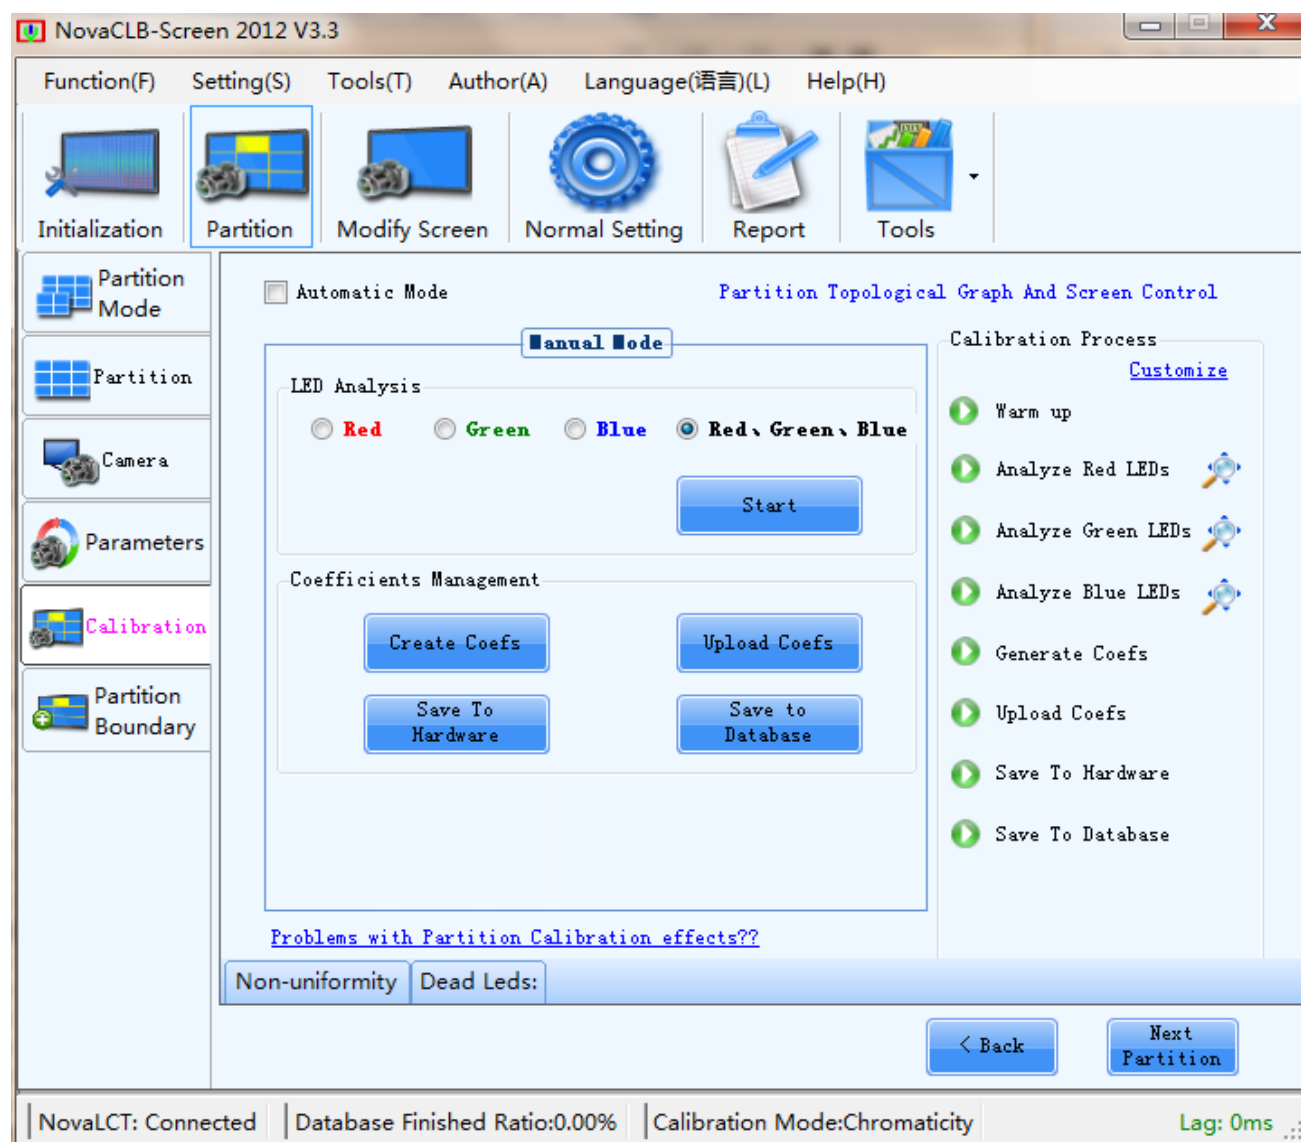 NovaCLB-Screen 2012 V3.3
Function(F) Setting(S) Tools(T) Author(A) Language(语言)(L) Help(H)
Initialization Partition Modify Screen Normal Setting Report Tools
Partition Mode
Partition
Camera
Parameters
Calibration
Partition Boundary
Automatic Mode
Partition Topological Graph And Screen Control
Manual Mode
LED Analysis
Red Green Blue Red、Green、Blue
Start
Coefficients Management
Create Coefs Upload Coefs
Save To Hardware
Save to Database
Problems with Partition Calibration effects??
Calibration Process
Customize
Warm up
Analyze Red LEDs
Analyze Green LEDs
Analyze Blue LEDs
Generate Coefs
Upload Coefs
Save To Hardware
Save To Database
Non-uniformity Dead Leds:
< Back
Next Partition
NovaLCT: Connected Database Finished Ratio:0.00% Calibration Mode:Chromaticity Lag: 0ms